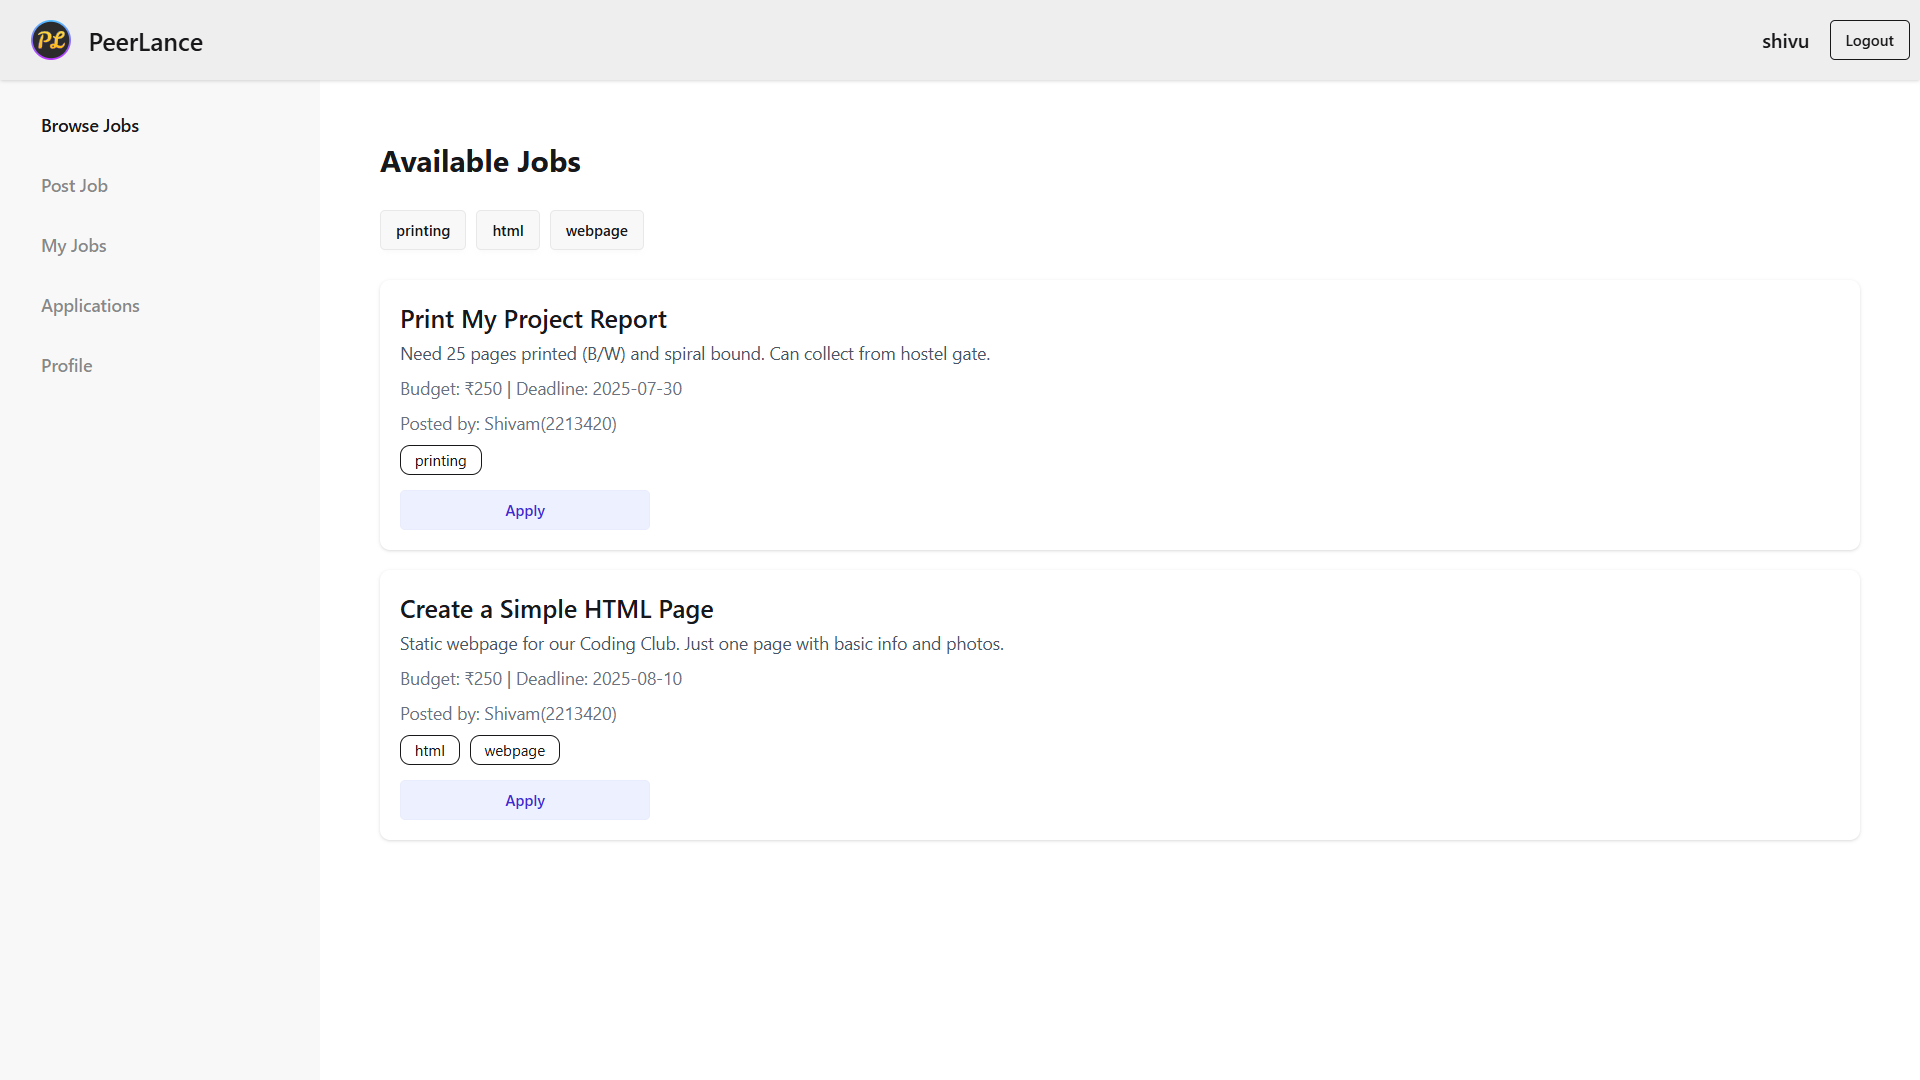 PL PeerLance
shivu
Logout
Browse Jobs
Post Job
My Jobs
Applications
Profile
Available Jobs
printing
html
webpage
Print My Project Report
Need 25 pages printed (B/W) and spiral bound. Can collect from hostel gate.
Budget: ₹250 | Deadline: 2025-07-30
Posted by: Shivam(2213420)
printing
Apply
Create a Simple HTML Page
Static webpage for our Coding Club. Just one page with basic info and photos.
Budget: ₹250 | Deadline: 2025-08-10
Posted by: Shivam(2213420)
html
webpage
Apply